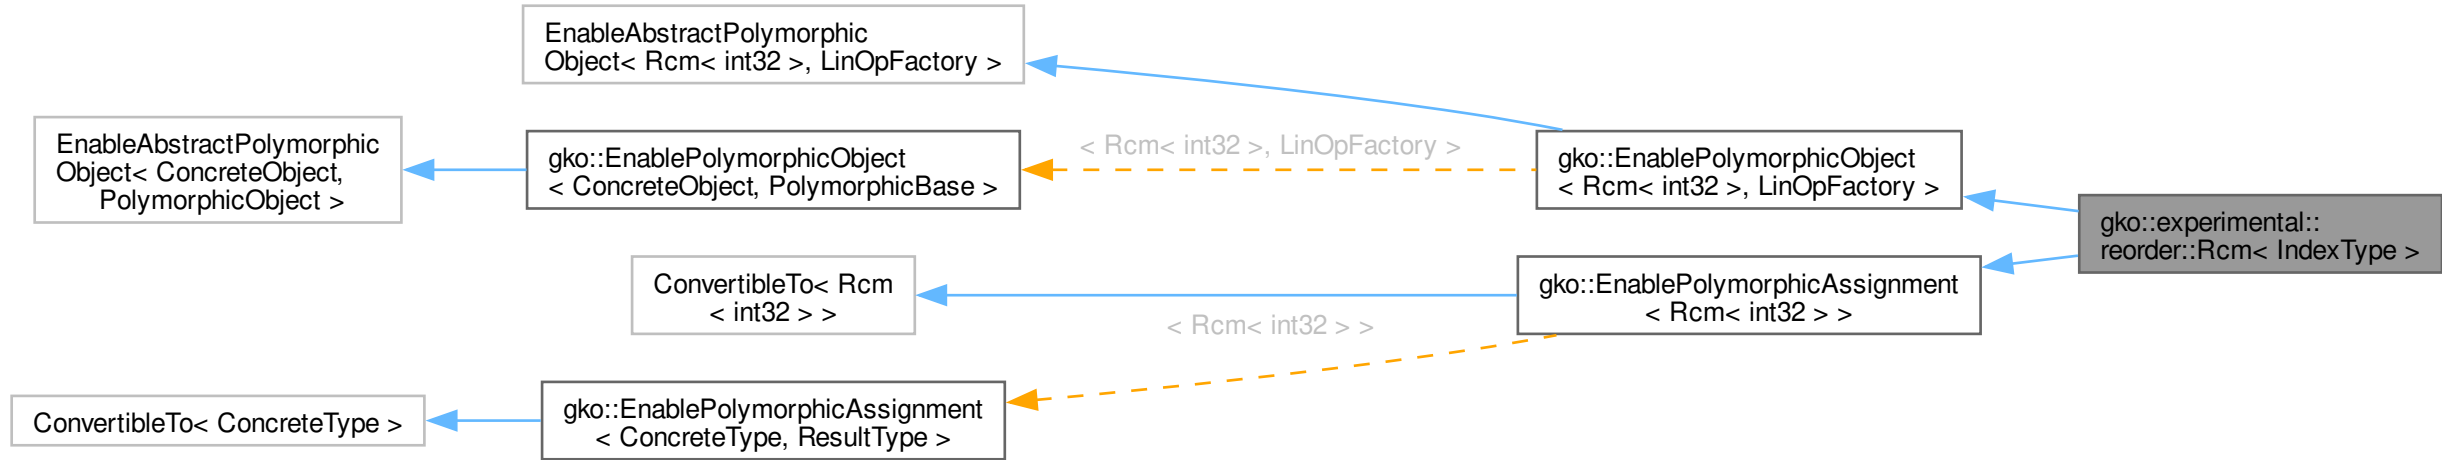 EnableAbstractPolymorphic
Object< Rcm< int32 >, LinOpFactory >
EnableAbstractPolymorphic
Object< ConcreteObject,
PolymorphicObject >
gko::EnablePolymorphicObject
< ConcreteObject, PolymorphicBase >
< Rcm< int32 >, LinOpFactory >
gko::EnablePolymorphicObject
< Rcm< int32 >, LinOpFactory >
gko::experimental::
reorder::Rcm< IndexType >
ConvertibleTo< Rcm
< int32 > >
gko::EnablePolymorphicAssignment
< Rcm< int32 > >
< Rcm< int32 > >
ConvertibleTo< ConcreteType >
gko::EnablePolymorphicAssignment
< ConcreteType, ResultType >